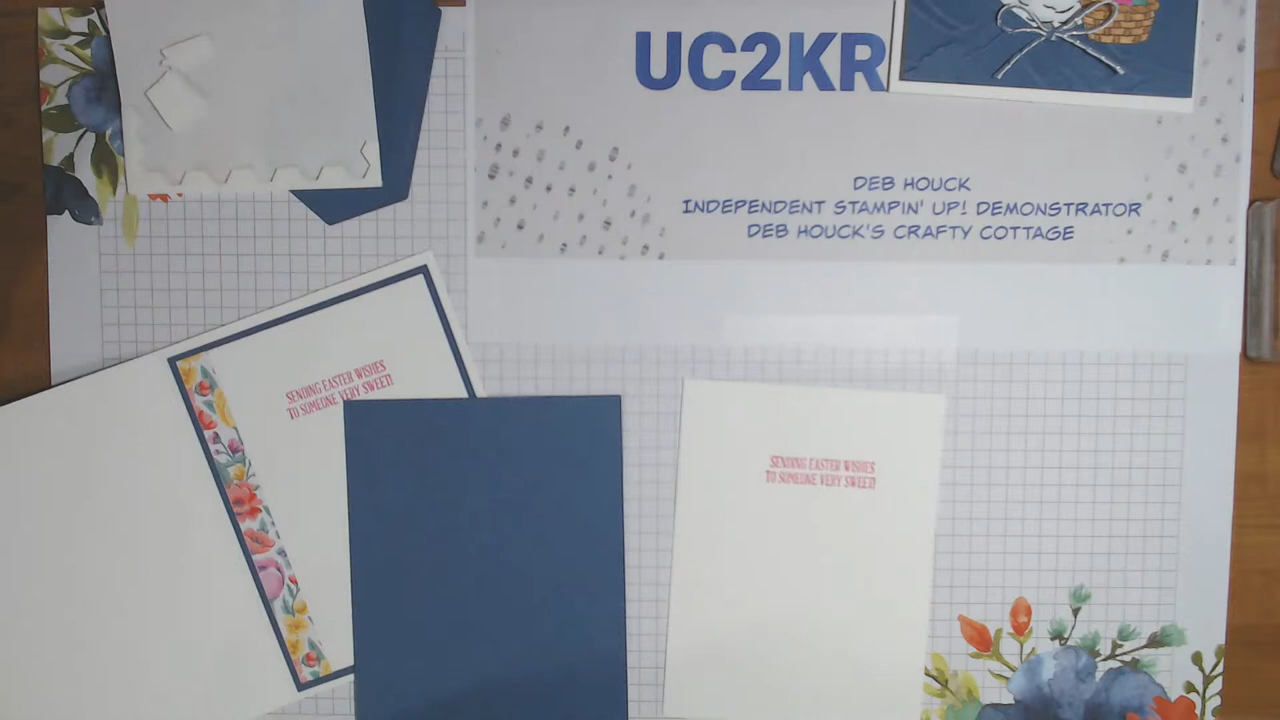 UC2KR
DEB HOUCK
INDEPENDENT STAMPIN' UP! DEMONSTRATOR
DEB HOUCK'S CRAFTY COTTAGE
SENDING EASTER WISHES
TO SOMEONE VERY SWEET!
SENDING EASTER WISHES
TO SOMEONE VERY SWEET!